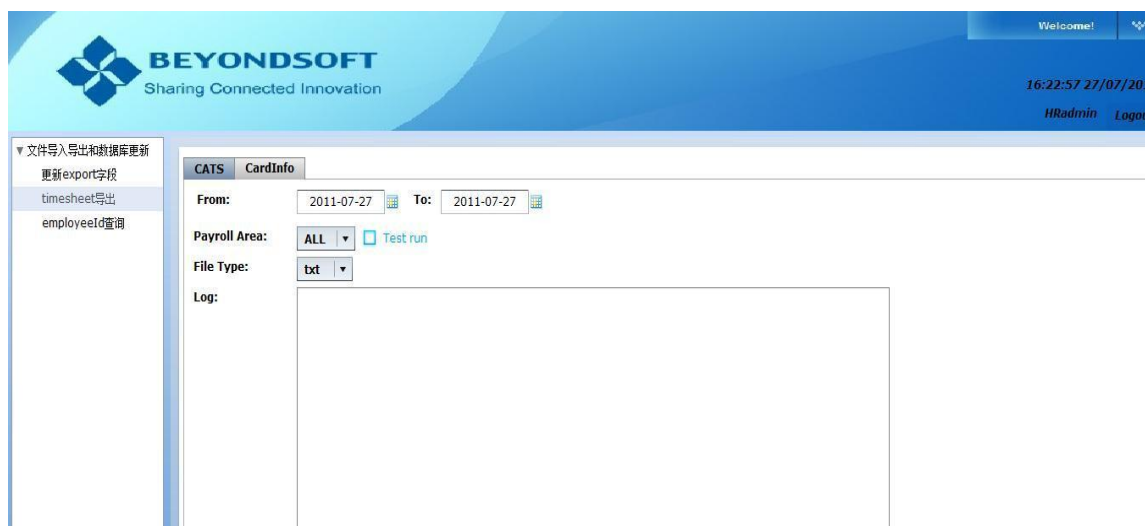 Welcome!
BEYONDSOFT
Sharing Connected Innovation
16:22:57 27/07/20
HRadmin Logou
文件导入导出和数据库更新
更新export字段
timesheet导出
employeeId查询
CATS CardInfo
From: 2011-07-27 To: 2011-07-27
Payroll Area: ALL Test run
File Type: txt
Log: